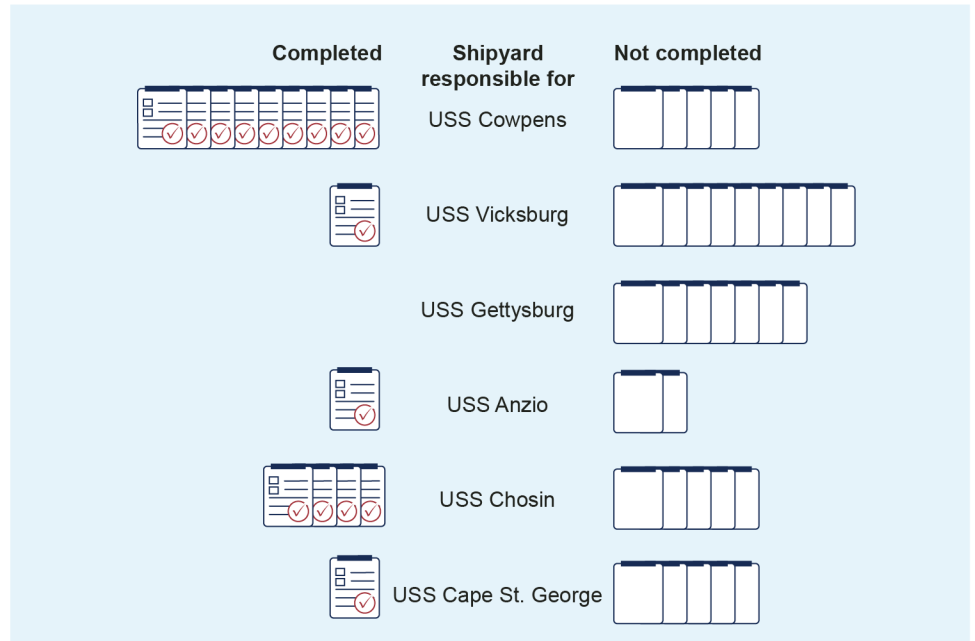 Completed
Shipyard
responsible for
Not completed
USS Cowpens
USS Vicksburg
USS Gettysburg
USS Anzio
USS Chosin
USS Cape St. George